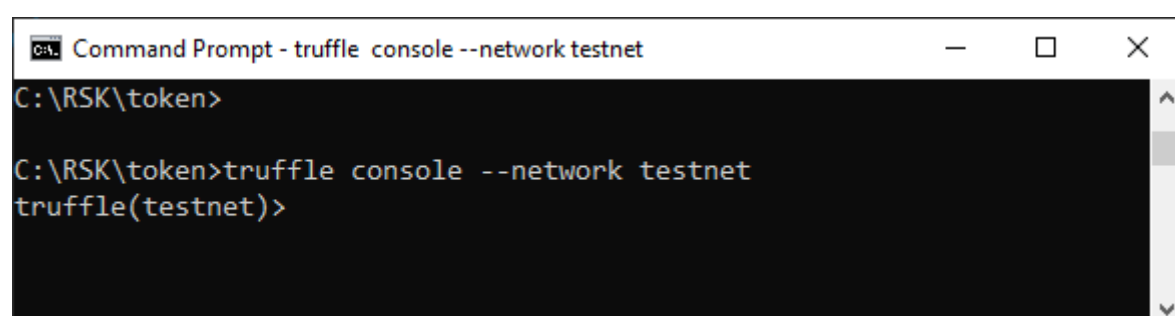 Command Prompt - truffle  console --network testnet
C:\RSK\token>
C:\RSK\token>truffle console --network testnet
truffle(testnet)>